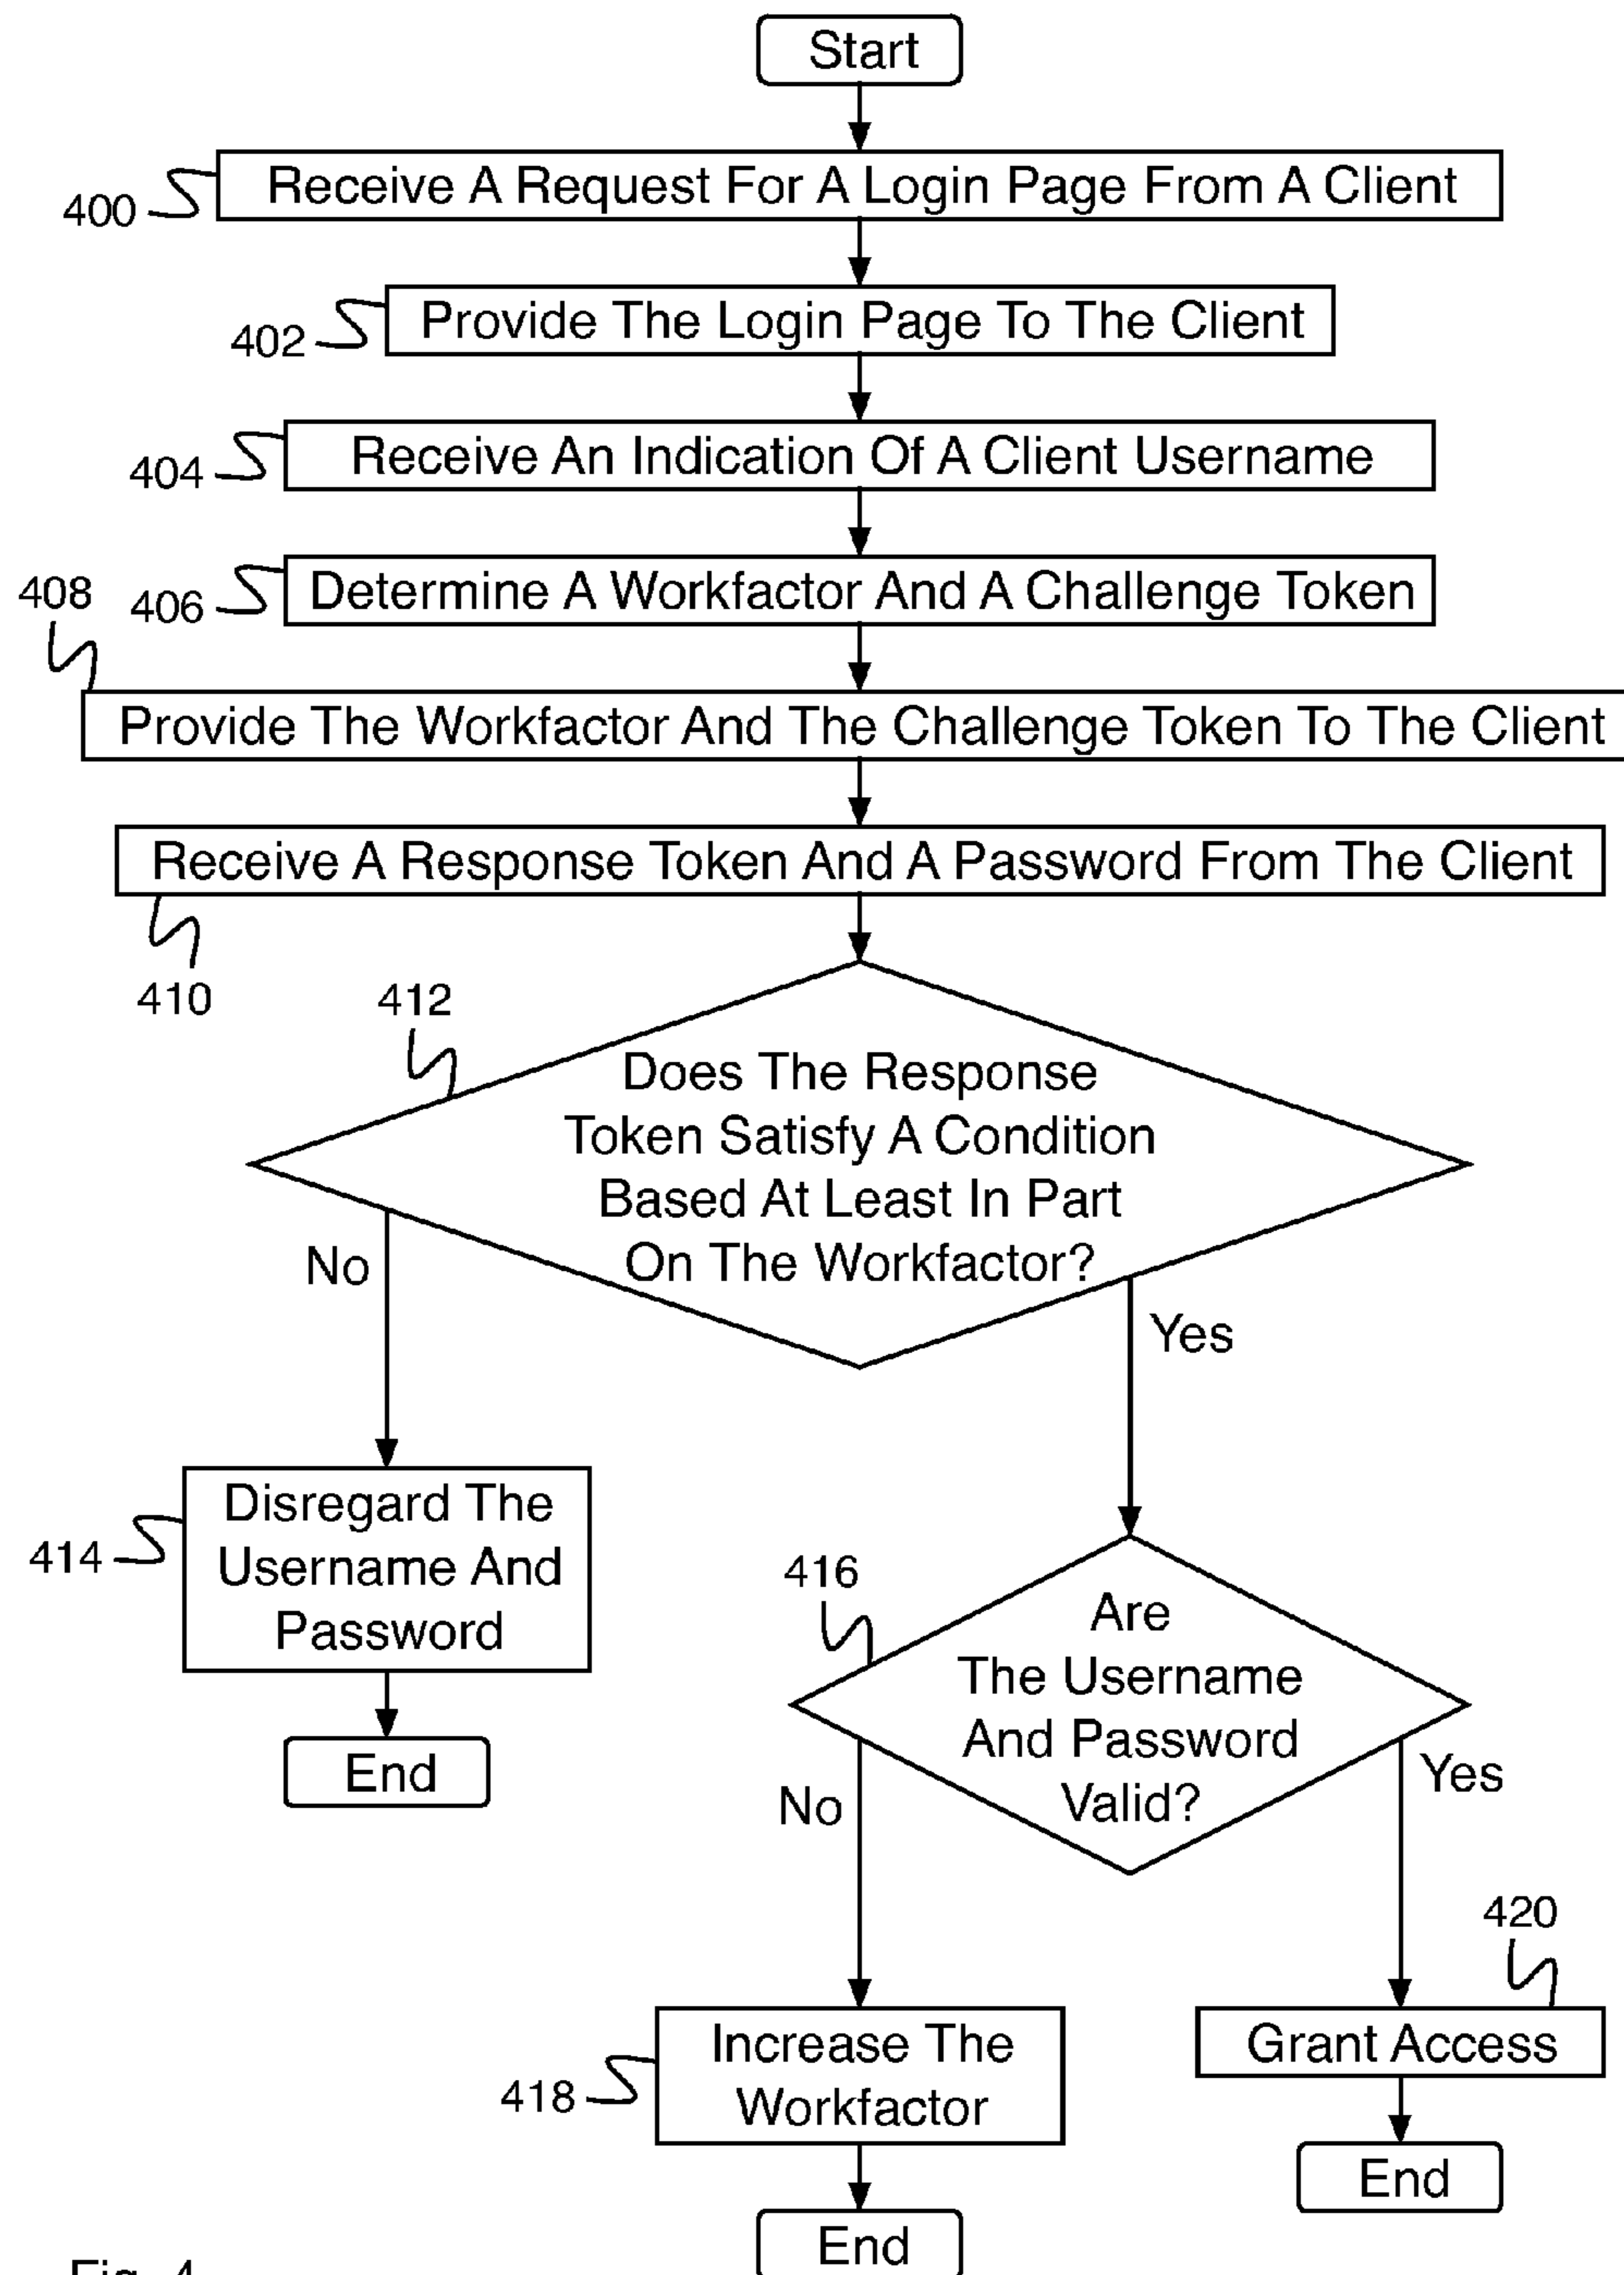 Start
400
Receive A Request For A Login Page From A Client
402
Provide The Login Page To The Client
404
Receive An Indication Of A Client Username
408
406
Determine A Workfactor And A Challenge Token
Provide The Workfactor And The Challenge Token To The Client
Receive A Response Token And A Password From The Client
410
412
Does The Response
Token Satisfy A Condition
Based At Least In Part
On The Workfactor?
No
Yes
414
Disregard The
Username And
Password
End
416
Are
The Username
And Password
Valid?
No
Yes
418
Increase The
Workfactor
End
420
Grant Access
End
Fig. 4